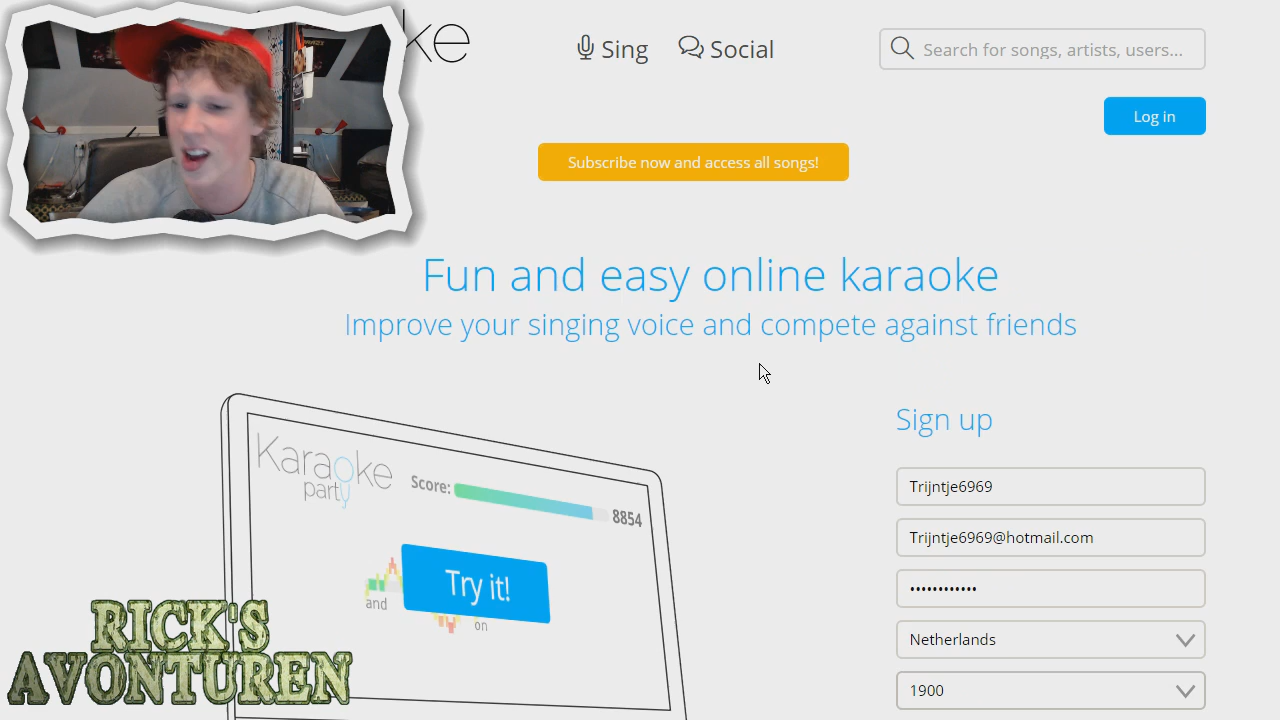 ke
Sing
Social
Search for songs, artists, users...
Log in
Subscribe now and access all songs!
Fun and easy online karaoke
Improve your singing voice and compete against friends
Karaoke
party
Score:
8854
Try it!
and
on
Sign up
Trijntje6969
Trijntje6969@hotmail.com
••••••••••••
Netherlands
1900
RICK'S
AVONTUREN